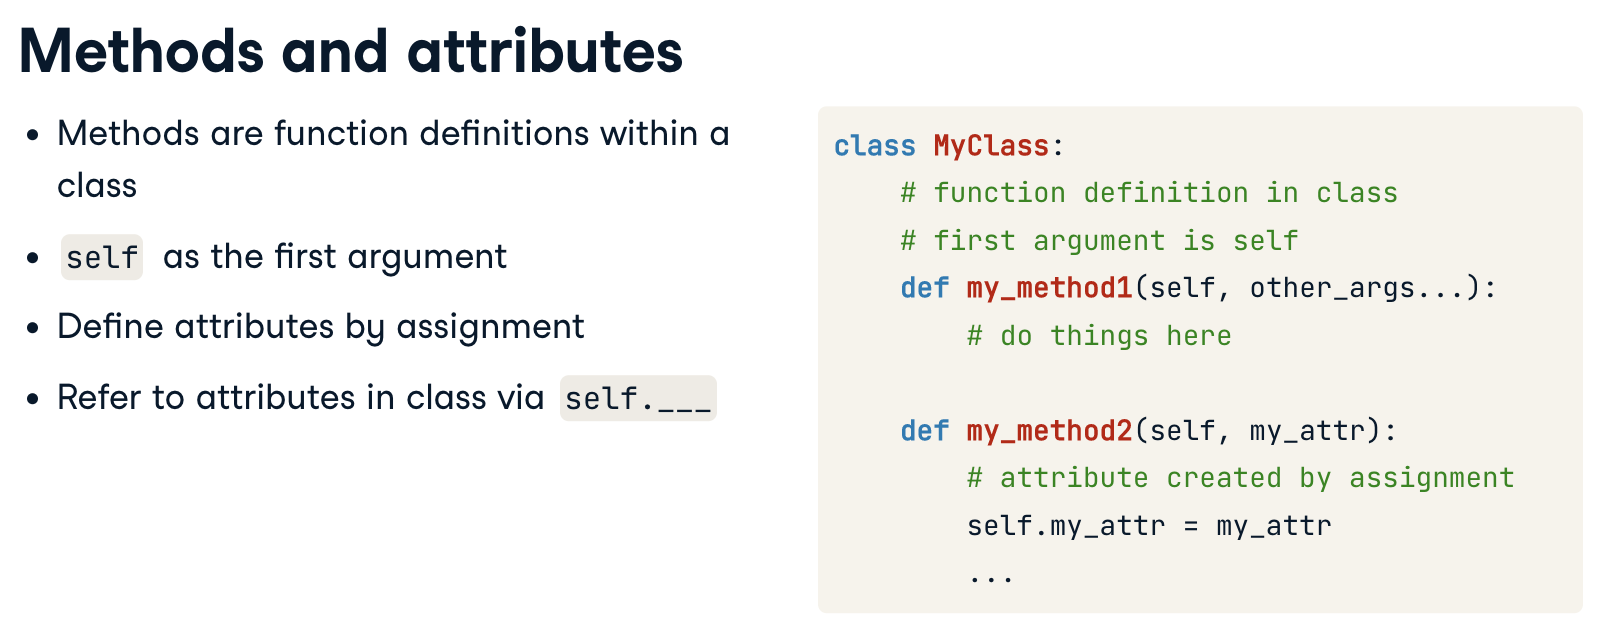 Methods and attributes
• Methods are function definitions within a
class
• self as the first argument
• Define attributes by assignment
• Refer to attributes in class via self.___
class MyClass:
    # function definition in class
    # first argument is self
    def my_method1(self, other_args...):
        # do things here

    def my_method2(self, my_attr):
        # attribute created by assignment
        self.my_attr = my_attr
        ...